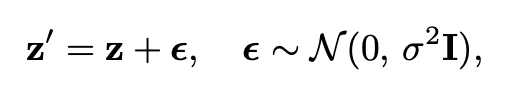 z′ = z + ϵ, ϵ ∼ 𝒩(0, σ²I),